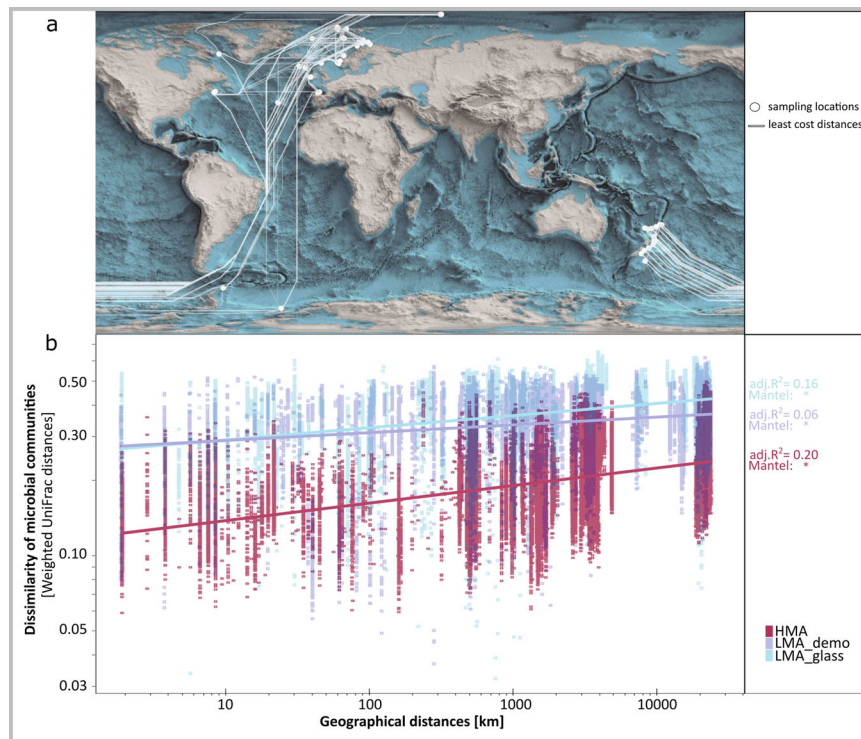 a
sampling locations
least cost distances
b
Dissimilarity of microbial communities
[Weighted UniFrac distances]
0.50
0.30
0.10
0.05
0.03
adj.R²= 0.16
Mantel: *
adj.R²= 0.06
Mantel: *
adj.R²= 0.20
Mantel: *
HMA
LMA_demo
LMA_glass
10
100
1000
10000
Geographical distances [km]